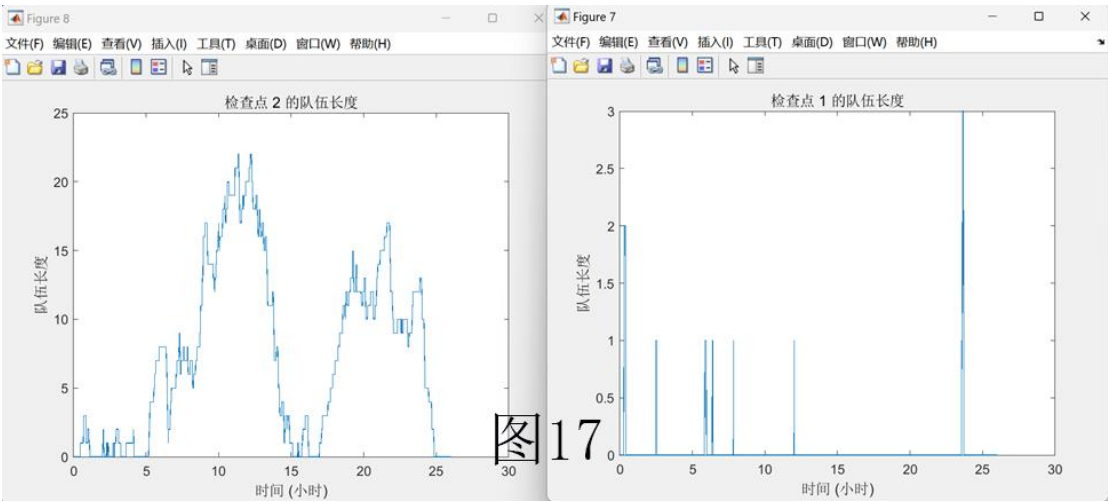 Figure 8
文件(F) 编辑(E) 查看(V) 插入(I) 工具(T) 桌面(D) 窗口(W) 帮助(H)
检查点 2 的队伍长度
25
20
15
10
5
0
队伍长度
0 5 10 15 20 25 30
时间 (小时)
Figure 7
文件(F) 编辑(E) 查看(V) 插入(I) 工具(T) 桌面(D) 窗口(W) 帮助(H)
检查点 1 的队伍长度
3
2.5
2
1.5
1
0.5
0
队伍长度
0 5 10 15 20 25 30
时间 (小时)
图17